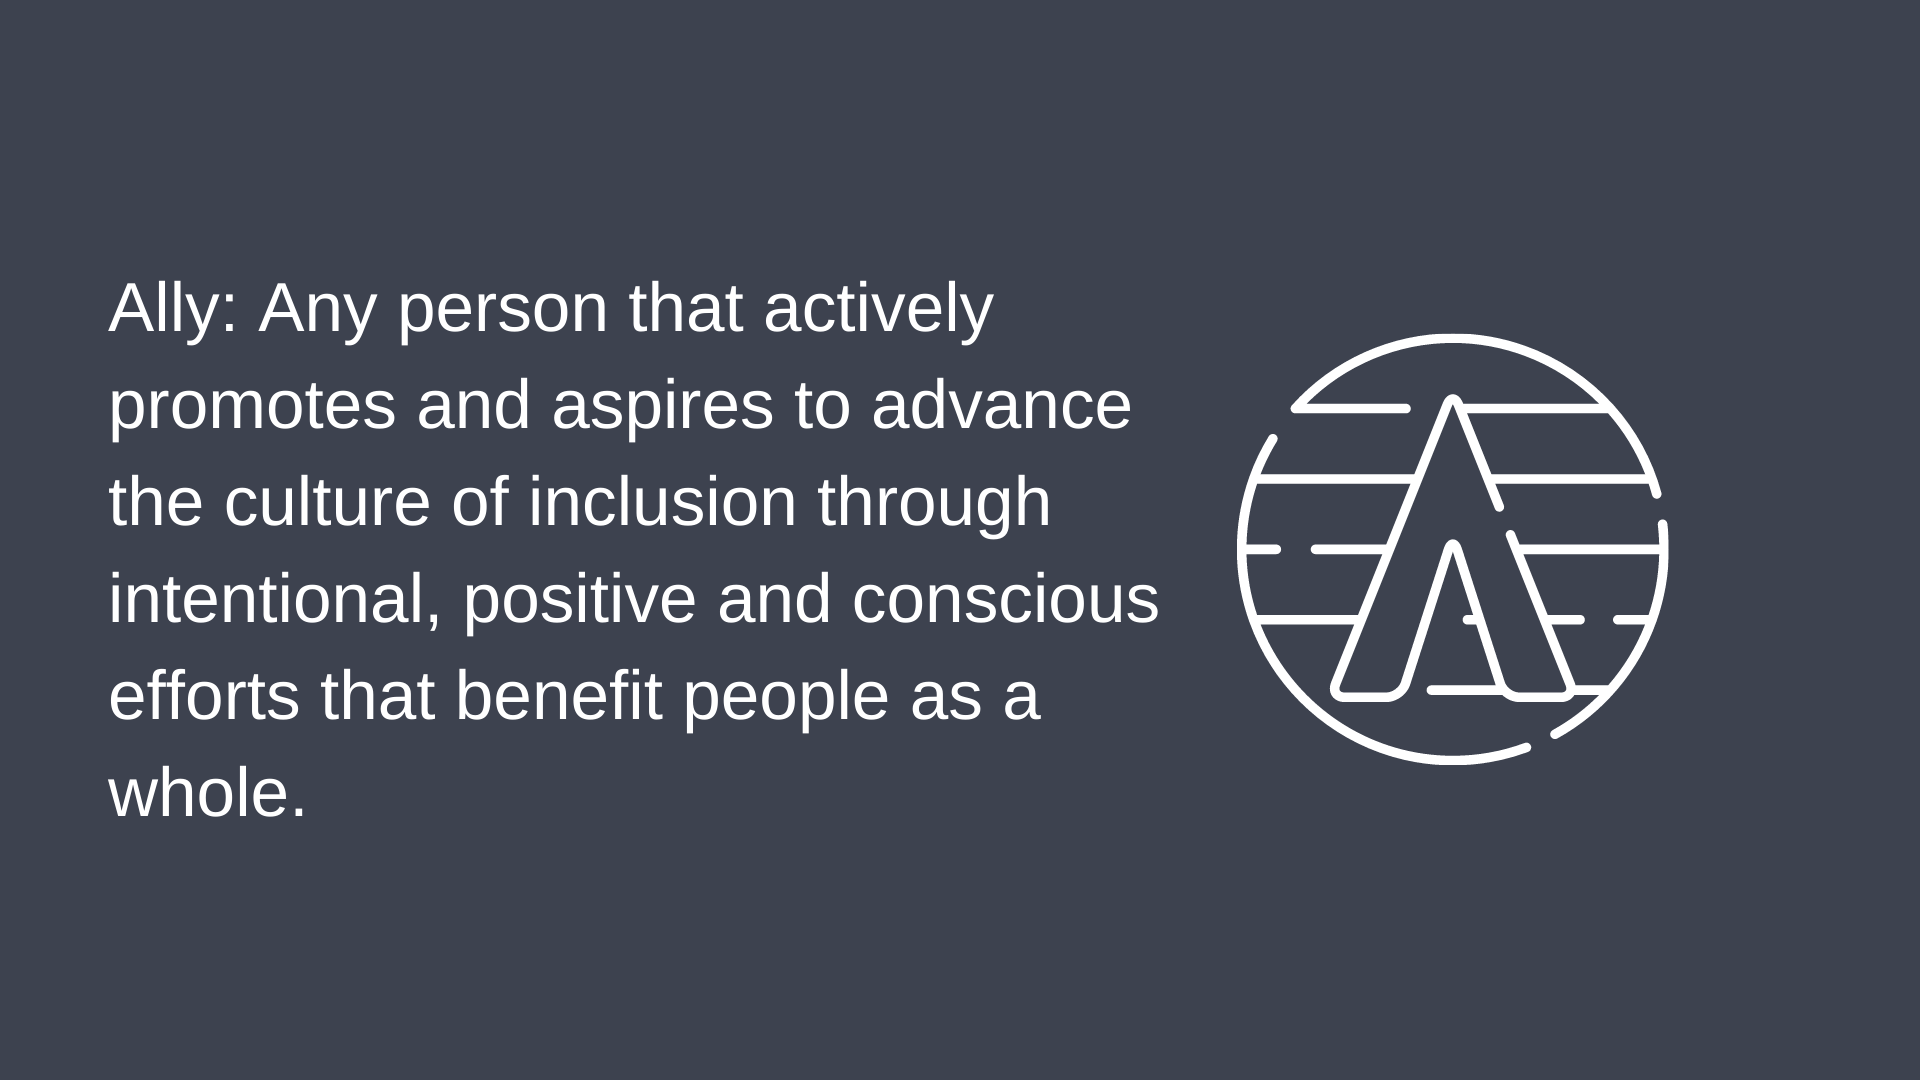 Ally: Any person that actively
promotes and aspires to advance
the culture of inclusion through
intentional, positive and conscious
efforts that benefit people as a
whole.